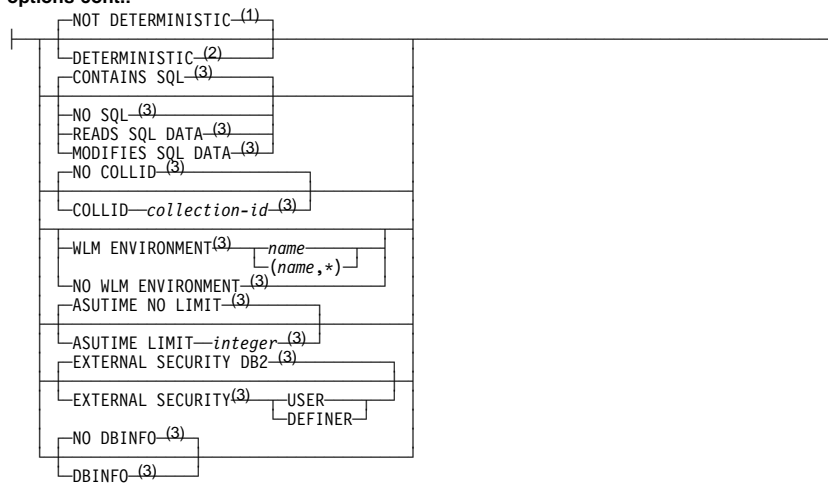 options cont.:
NOT DETERMINISTIC (1)
DETERMINISTIC (2)
CONTAINS SQL (3)
NO SQL (3)
READS SQL DATA (3)
MODIFIES SQL DATA (3)
NO COLLID (3)
COLLID collection-id (3)
WLM ENVIRONMENT (3) name
(name,*)
NO WLM ENVIRONMENT (3)
ASUTIME NO LIMIT (3)
ASUTIME LIMIT integer (3)
EXTERNAL SECURITY DB2 (3)
EXTERNAL SECURITY (3) USER
DEFINER
NO DBINFO (3)
DBINFO (3)